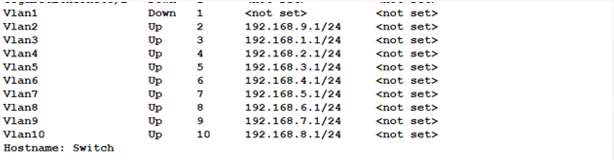 Vlan1 Down 1 <not set> <not set>
Vlan2 Up 2 192.168.9.1/24 <not set>
Vlan3 Up 3 192.168.1.1/24 <not set>
Vlan4 Up 4 192.168.2.1/24 <not set>
Vlan5 Up 5 192.168.3.1/24 <not set>
Vlan6 Up 6 192.168.4.1/24 <not set>
Vlan7 Up 7 192.168.5.1/24 <not set>
Vlan8 Up 8 192.168.6.1/24 <not set>
Vlan9 Up 9 192.168.7.1/24 <not set>
Vlan10 Up 10 192.168.8.1/24 <not set>
Hostname: Switch